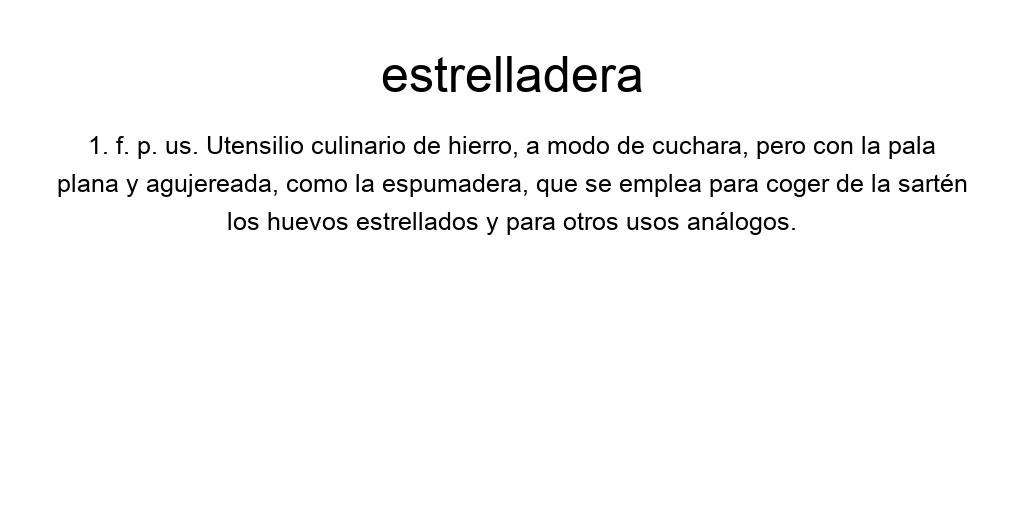 estrelladera
1. f. p. us. Utensilio culinario de hierro, a modo de cuchara, pero con la pala
plana y agujereada, como la espumadera, que se emplea para coger de la sartén
los huevos estrellados y para otros usos análogos.